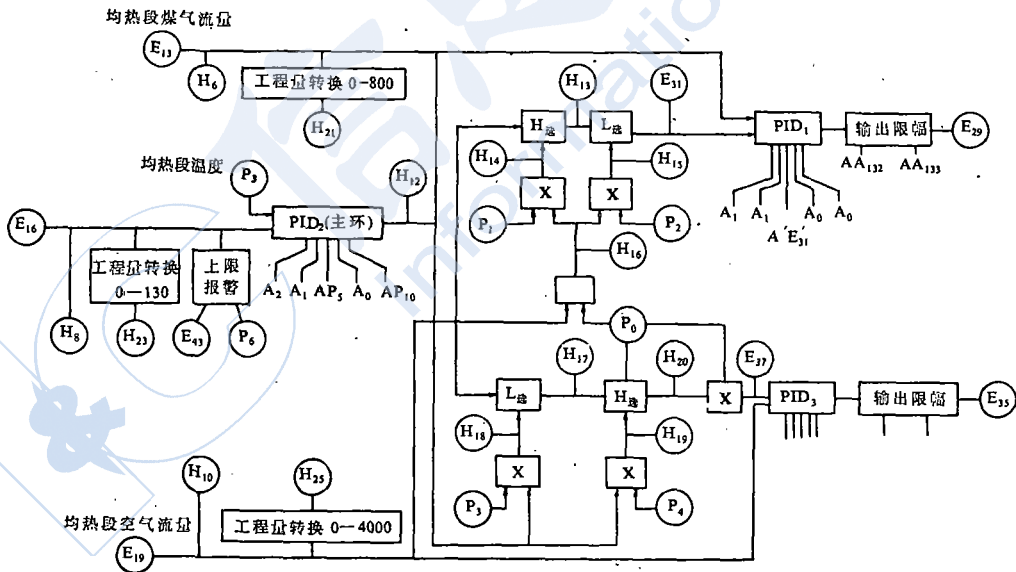 均热段煤气流量
E13
H6
工程量转换 0-800
H21
H13
E31
H选
L选
PID1
输出限幅
E29
AA132
AA133
H14
H15
X
X
P1
P2
A1
A1
A'E'31
A0
A0
均热段温度
P3
H12
E16
PID2(主环)
工程量转换
0—130
上限
报警
A2
A1
AP5
A0
AP10
H8
H23
E43
P6
H16
P0
H17
H20
E37
L选
H选
X
PID3
输出限幅
E35
H18
H19
X
X
P3
P4
H10
H25
均热段空气流量
工程量转换 0—4000
E19
&
Informatio